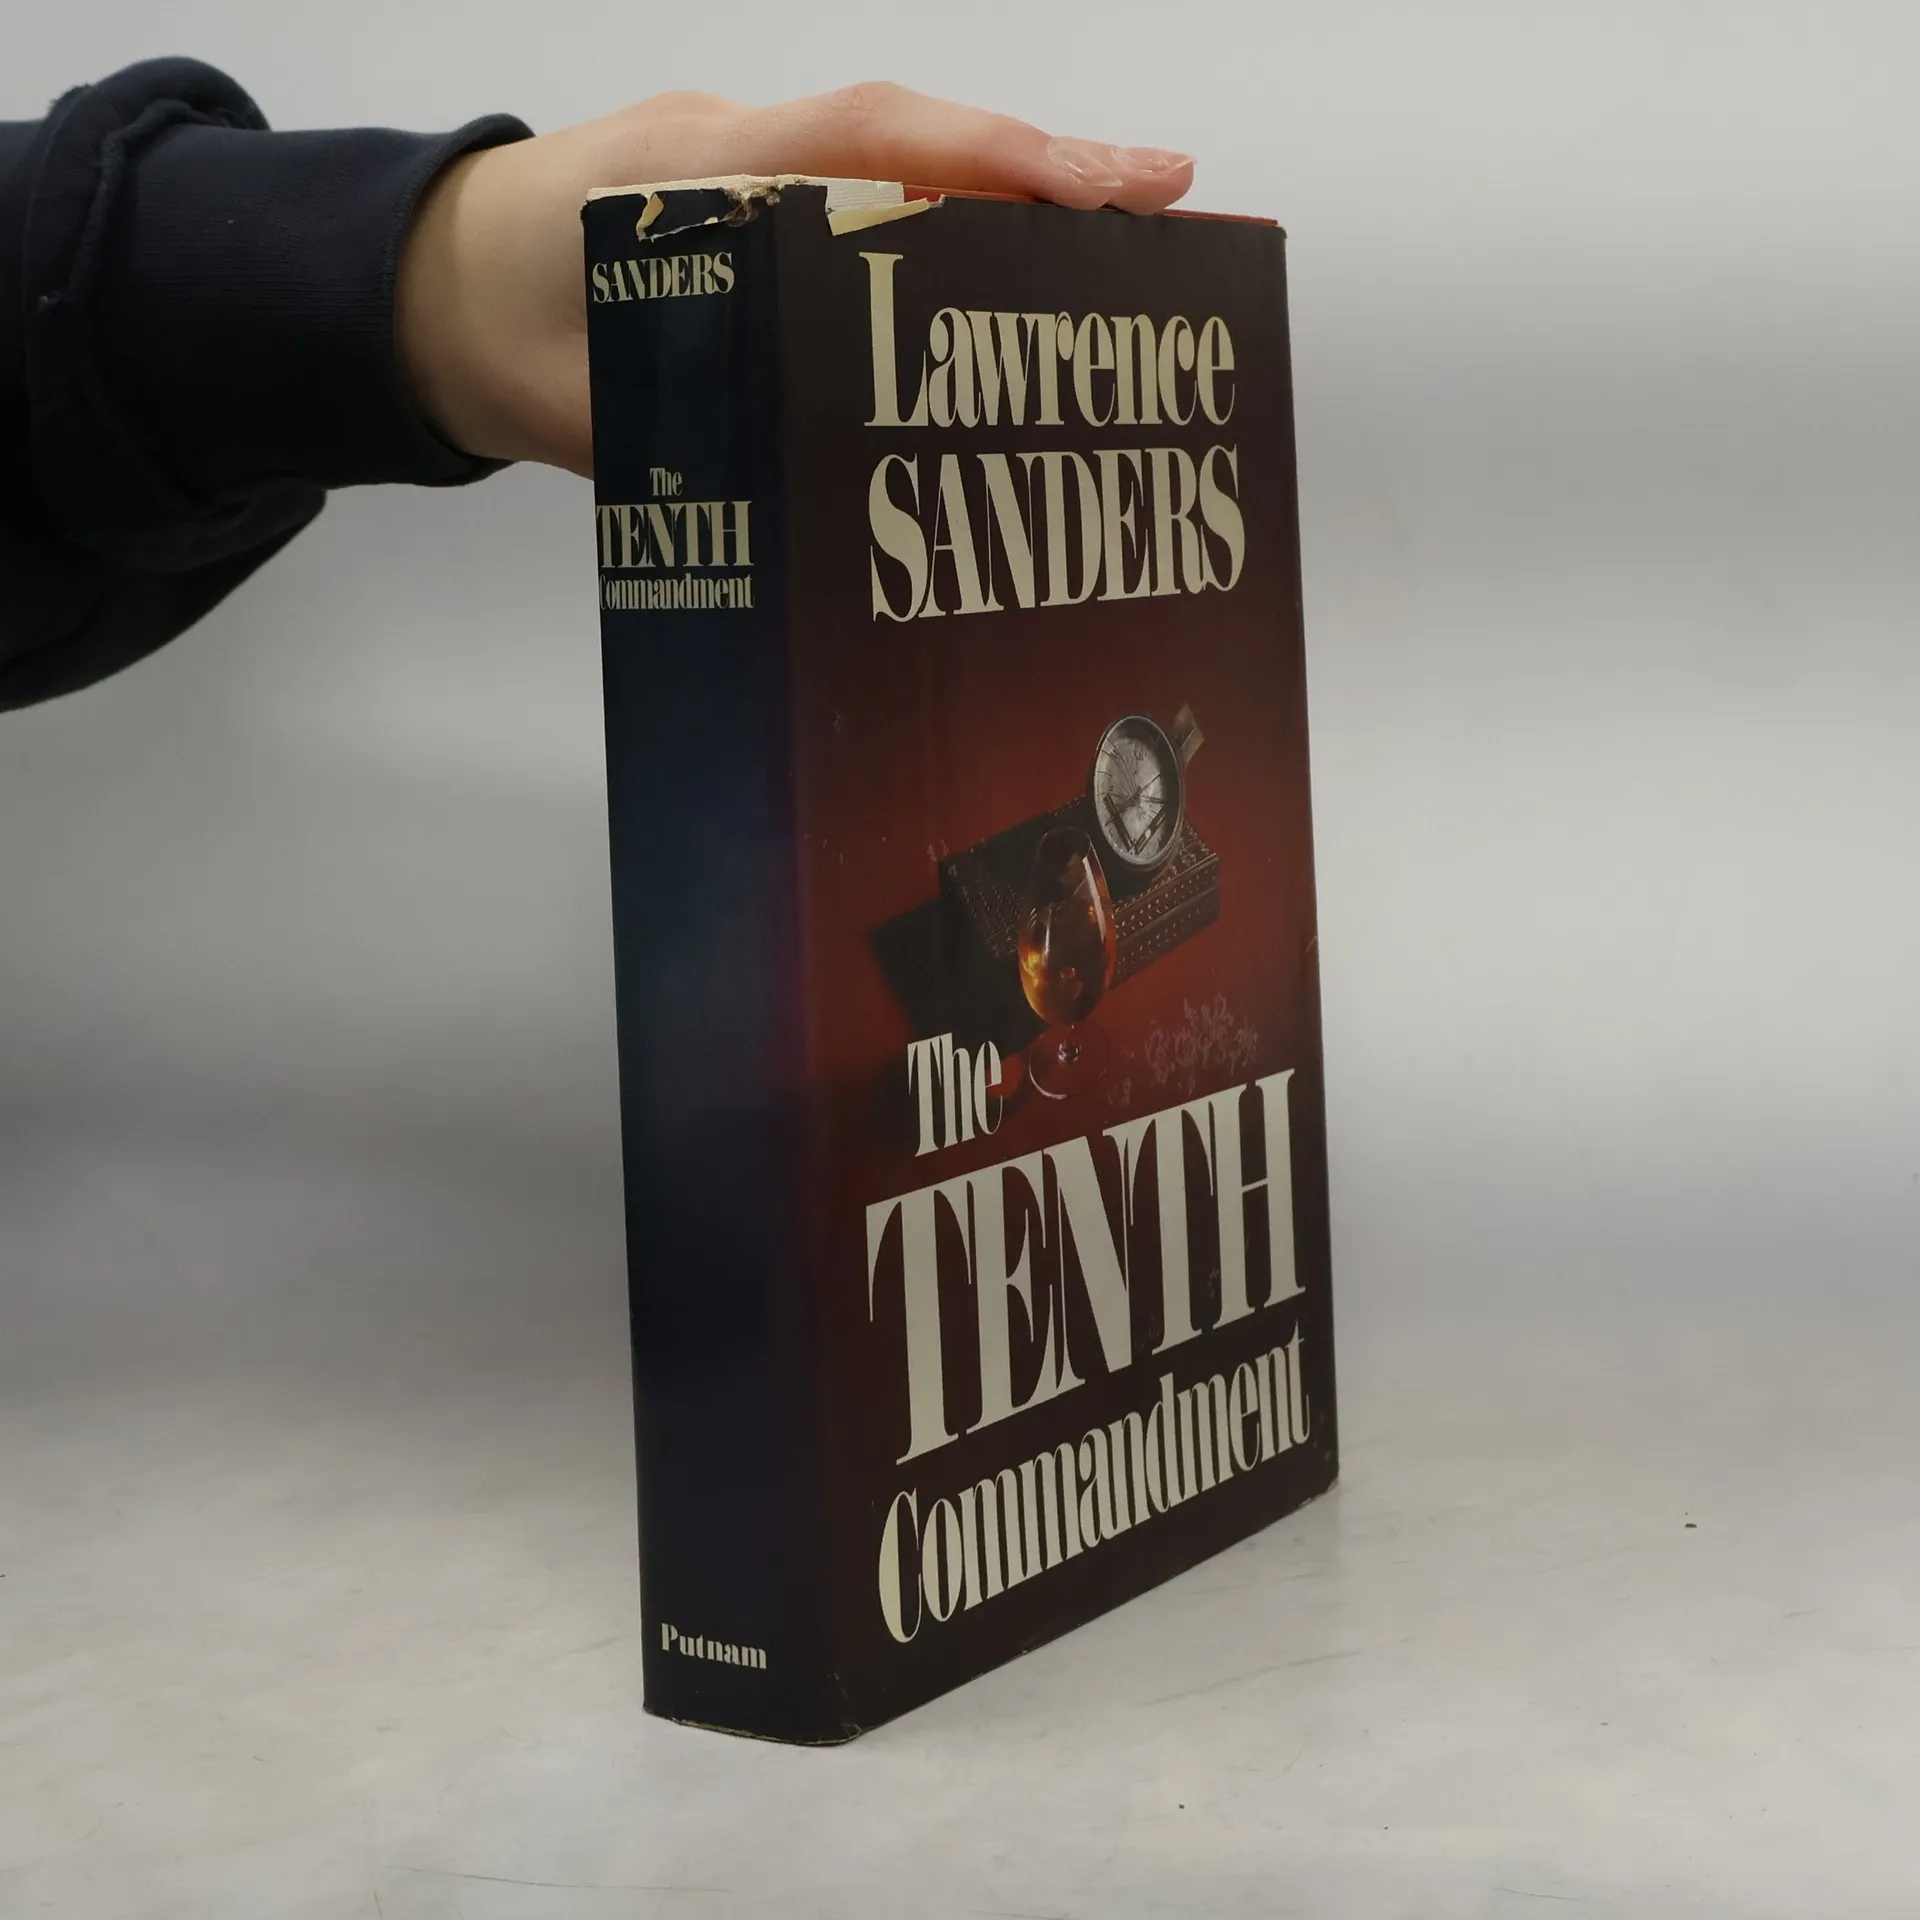 SANDERS
The
TENTH
Commandment
Putnam
Lawrence
SANDERS
The
TENTH
Commandment